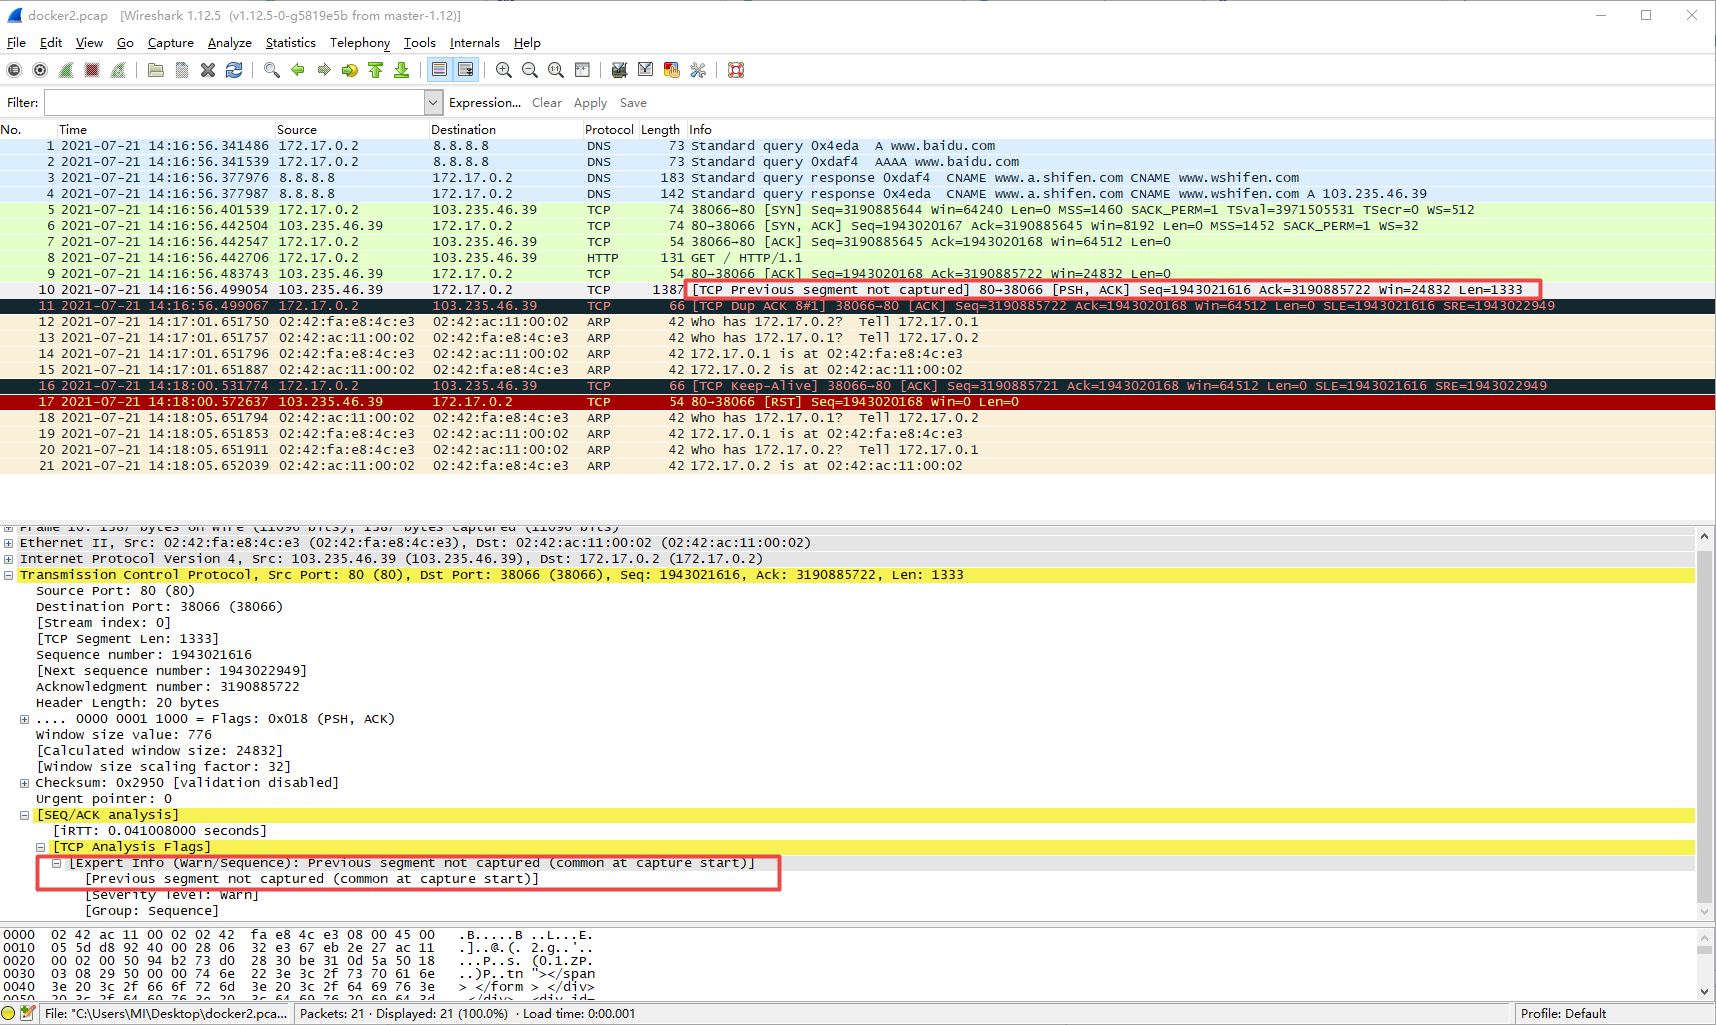 docker2.pcap   [Wireshark 1.12.5  (v1.12.5-0-g5819e5b from master-1.12)]
File  Edit  View  Go  Capture  Analyze  Statistics  Telephony  Tools  Internals  Help
Filter:  Expression...  Clear  Apply  Save
No.  Time  Source  Destination  Protocol  Length  Info
1 2021-07-21 14:16:56.341486 172.17.0.2 8.8.8.8 DNS 73 Standard query 0x4eda  A www.baidu.com
2 2021-07-21 14:16:56.341539 172.17.0.2 8.8.8.8 DNS 73 Standard query 0xdaf4  AAAA www.baidu.com
3 2021-07-21 14:16:56.377976 8.8.8.8 172.17.0.2 DNS 183 Standard query response 0xdaf4  CNAME www.a.shifen.com CNAME www.wshifen.com
4 2021-07-21 14:16:56.377987 8.8.8.8 172.17.0.2 DNS 142 Standard query response 0x4eda  CNAME www.a.shifen.com CNAME www.wshifen.com A 103.235.46.39
5 2021-07-21 14:16:56.401539 172.17.0.2 103.235.46.39 TCP 74 38066→80 [SYN] Seq=3190885644 Win=64240 Len=0 MSS=1460 SACK_PERM=1 TSval=3971505531 TSecr=0 WS=512
6 2021-07-21 14:16:56.442504 103.235.46.39 172.17.0.2 TCP 74 80→38066 [SYN, ACK] Seq=1943020167 Ack=3190885645 Win=8192 Len=0 MSS=1452 SACK_PERM=1 WS=32
7 2021-07-21 14:16:56.442547 172.17.0.2 103.235.46.39 TCP 54 38066→80 [ACK] Seq=3190885645 Ack=1943020168 Win=64512 Len=0
8 2021-07-21 14:16:56.442706 172.17.0.2 103.235.46.39 HTTP 131 GET / HTTP/1.1
9 2021-07-21 14:16:56.483743 103.235.46.39 172.17.0.2 TCP 54 80→38066 [ACK] Seq=1943020168 Ack=3190885722 Win=24832 Len=0
10 2021-07-21 14:16:56.499054 103.235.46.39 172.17.0.2 TCP 1387 [TCP Previous segment not captured] 80→38066 [PSH, ACK] Seq=1943021616 Ack=3190885722 Win=24832 Len=1333
11 2021-07-21 14:16:56.499067 172.17.0.2 103.235.46.39 TCP 66 [TCP Dup ACK 8#1] 38066→80 [ACK] Seq=3190885722 Ack=1943020168 Win=64512 Len=0 SLE=1943021616 SRE=1943022949
12 2021-07-21 14:17:01.651750 02:42:fa:e8:4c:e3 02:42:ac:11:00:02 ARP 42 Who has 172.17.0.2?  Tell 172.17.0.1
13 2021-07-21 14:17:01.651757 02:42:ac:11:00:02 02:42:fa:e8:4c:e3 ARP 42 Who has 172.17.0.1?  Tell 172.17.0.2
14 2021-07-21 14:17:01.651796 02:42:fa:e8:4c:e3 02:42:ac:11:00:02 ARP 42 172.17.0.1 is at 02:42:fa:e8:4c:e3
15 2021-07-21 14:17:01.651887 02:42:ac:11:00:02 02:42:fa:e8:4c:e3 ARP 42 172.17.0.2 is at 02:42:ac:11:00:02
16 2021-07-21 14:18:00.531774 172.17.0.2 103.235.46.39 TCP 66 [TCP Keep-Alive] 38066→80 [ACK] Seq=3190885721 Ack=1943020168 Win=64512 Len=0 SLE=1943021616 SRE=1943022949
17 2021-07-21 14:18:00.572637 103.235.46.39 172.17.0.2 TCP 54 80→38066 [RST] Seq=1943020168 Win=0 Len=0
18 2021-07-21 14:18:05.651794 02:42:ac:11:00:02 02:42:fa:e8:4c:e3 ARP 42 Who has 172.17.0.1?  Tell 172.17.0.2
19 2021-07-21 14:18:05.651853 02:42:fa:e8:4c:e3 02:42:ac:11:00:02 ARP 42 172.17.0.1 is at 02:42:fa:e8:4c:e3
20 2021-07-21 14:18:05.651911 02:42:fa:e8:4c:e3 02:42:ac:11:00:02 ARP 42 Who has 172.17.0.2?  Tell 172.17.0.1
21 2021-07-21 14:18:05.652039 02:42:ac:11:00:02 02:42:fa:e8:4c:e3 ARP 42 172.17.0.2 is at 02:42:ac:11:00:02
Frame 10: 1387 bytes on wire (11096 bits), 1387 bytes captured (11096 bits)
Ethernet II, Src: 02:42:fa:e8:4c:e3 (02:42:fa:e8:4c:e3), Dst: 02:42:ac:11:00:02 (02:42:ac:11:00:02)
Internet Protocol Version 4, Src: 103.235.46.39 (103.235.46.39), Dst: 172.17.0.2 (172.17.0.2)
Transmission Control Protocol, Src Port: 80 (80), Dst Port: 38066 (38066), Seq: 1943021616, Ack: 3190885722, Len: 1333
Source Port: 80 (80)
Destination Port: 38066 (38066)
[Stream index: 0]
[TCP Segment Len: 1333]
Sequence number: 1943021616
[Next sequence number: 1943022949]
Acknowledgment number: 3190885722
Header Length: 20 bytes
.... 0000 0001 1000 = Flags: 0x018 (PSH, ACK)
Window size value: 776
[Calculated window size: 24832]
[Window size scaling factor: 32]
Checksum: 0x2950 [validation disabled]
Urgent pointer: 0
[SEQ/ACK analysis]
[iRTT: 0.041008000 seconds]
[TCP Analysis Flags]
[Expert Info (Warn/Sequence): Previous segment not captured (common at capture start)]
[Previous segment not captured (common at capture start)]
[Severity level: Warn]
[Group: Sequence]
0000  02 42 ac 11 00 02 02 42  fa e8 4c e3 08 00 45 00   .B.....B ..L...E.
0010  05 5d d8 92 40 00 28 06  32 e3 67 eb 2e 27 ac 11   .]..@.(. 2.g..'..
0020  00 02 00 50 94 b2 73 d0  28 30 be 31 0d 5a 50 18   ...P..s. (0.1.ZP.
0030  03 08 29 50 00 00 74 6e  22 3e 3c 2f 73 70 61 6e   ..)P..tn "></span
0040  3e 20 3c 2f 66 6f 72 6d  3e 20 3c 2f 64 69 76 3e   > </form > </div>
0050  20 3c 2f 64 69 76 3e 20  3c 64 69 76 20 69 64 3d    </div>  <div id=
File: "C:\Users\MI\Desktop\docker2.pca...  Packets: 21 · Displayed: 21 (100.0%)  · Load time: 0:00.001  Profile: Default